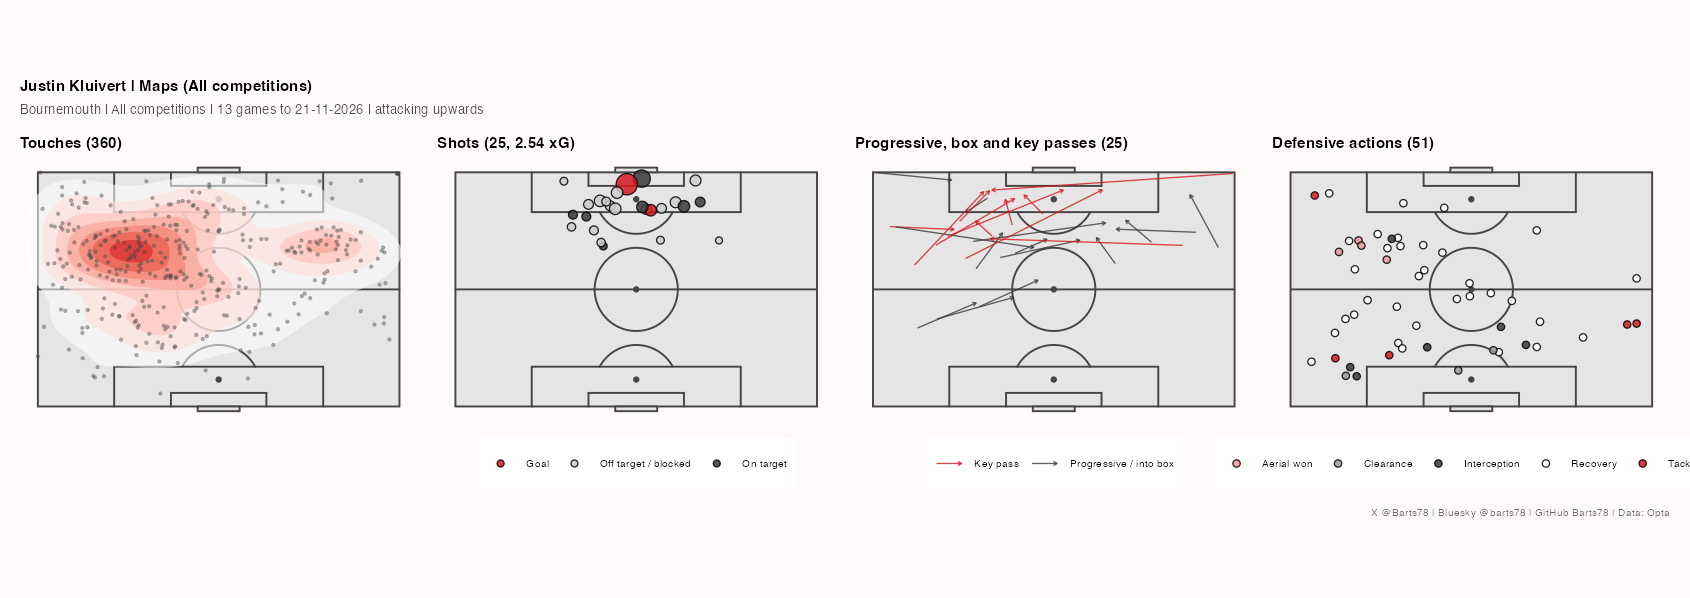 Justin Kluivert | Maps (All competitions)
Bournemouth | All competitions | 13 games to 21-11-2026 | attacking upwards
Touches (360)
Shots (25, 2.54 xG)
Progressive, box and key passes (25)
Defensive actions (51)
Goal
Off target / blocked
On target
Key pass
Progressive / into box
Aerial won
Clearance
Interception
Recovery
Tack
X @Barts78 | Bluesky @barts78 | GitHub Barts78 | Data: Opta